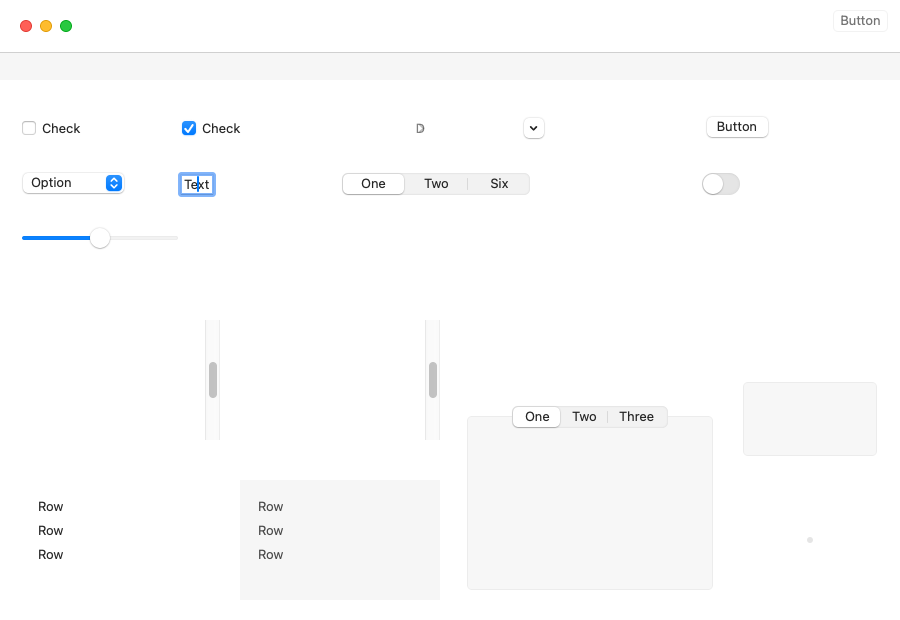 Button
Check
Check
D
Button
Option
Text
One Two Six
One Two Three
Row
Row
Row
Row
Row
Row